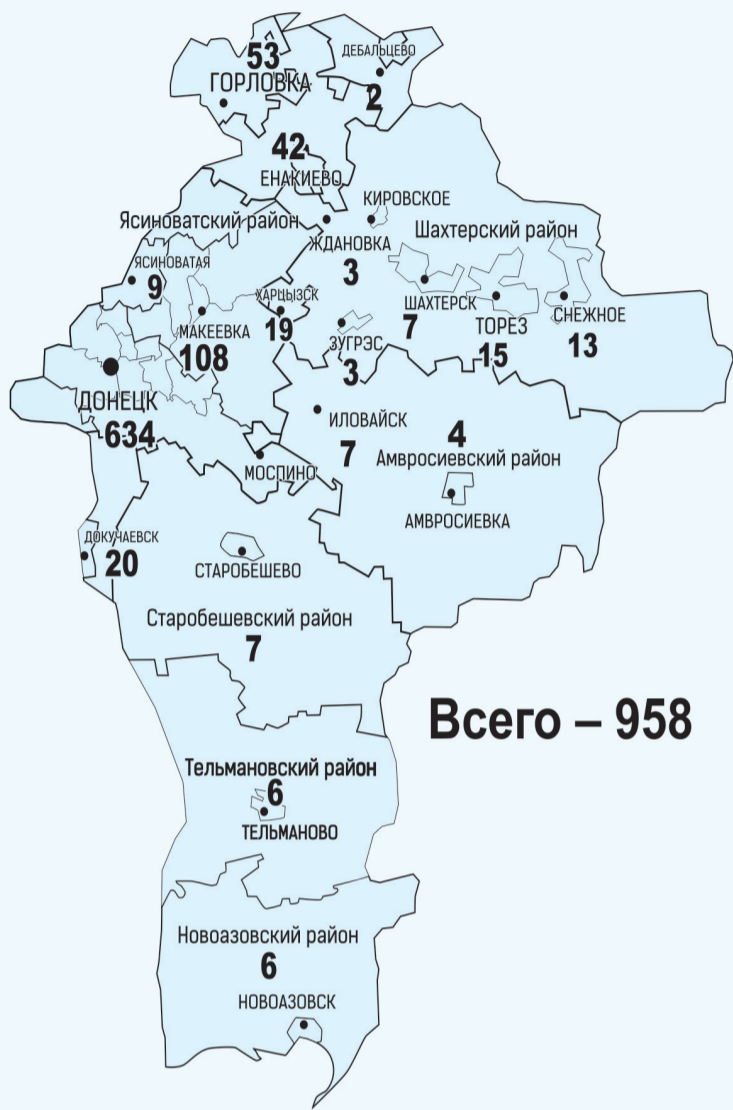 53
ГОРЛОВКА
ДЕБАЛЬЦЕВО
2
42
ЕНАКИЕВО
Ясиноватский район
КИРОВСКОЕ
ЖДАНОВКА
3
Шахтерский район
ЯСИНОВАТАЯ
9
МАКЕЕВКА
108
ХАРЦЫЗСК
19
ЗУГРЭС
3
ШАХТЕРСК
7
ТОРЕЗ
15
СНЕЖНОЕ
13
ДОНЕЦК
634
ИЛОВАЙСК
7
4
Амвросиевский район
АМВРОСИЕВКА
МОСПИНО
ДОКУЧАЕВСК
20
СТАРОБЕШЕВО
Старобешевский район
7
Всего – 958
Тельмановский район
6
ТЕЛЬМАНОВО
Новоазовский район
6
НОВОАЗОВСК